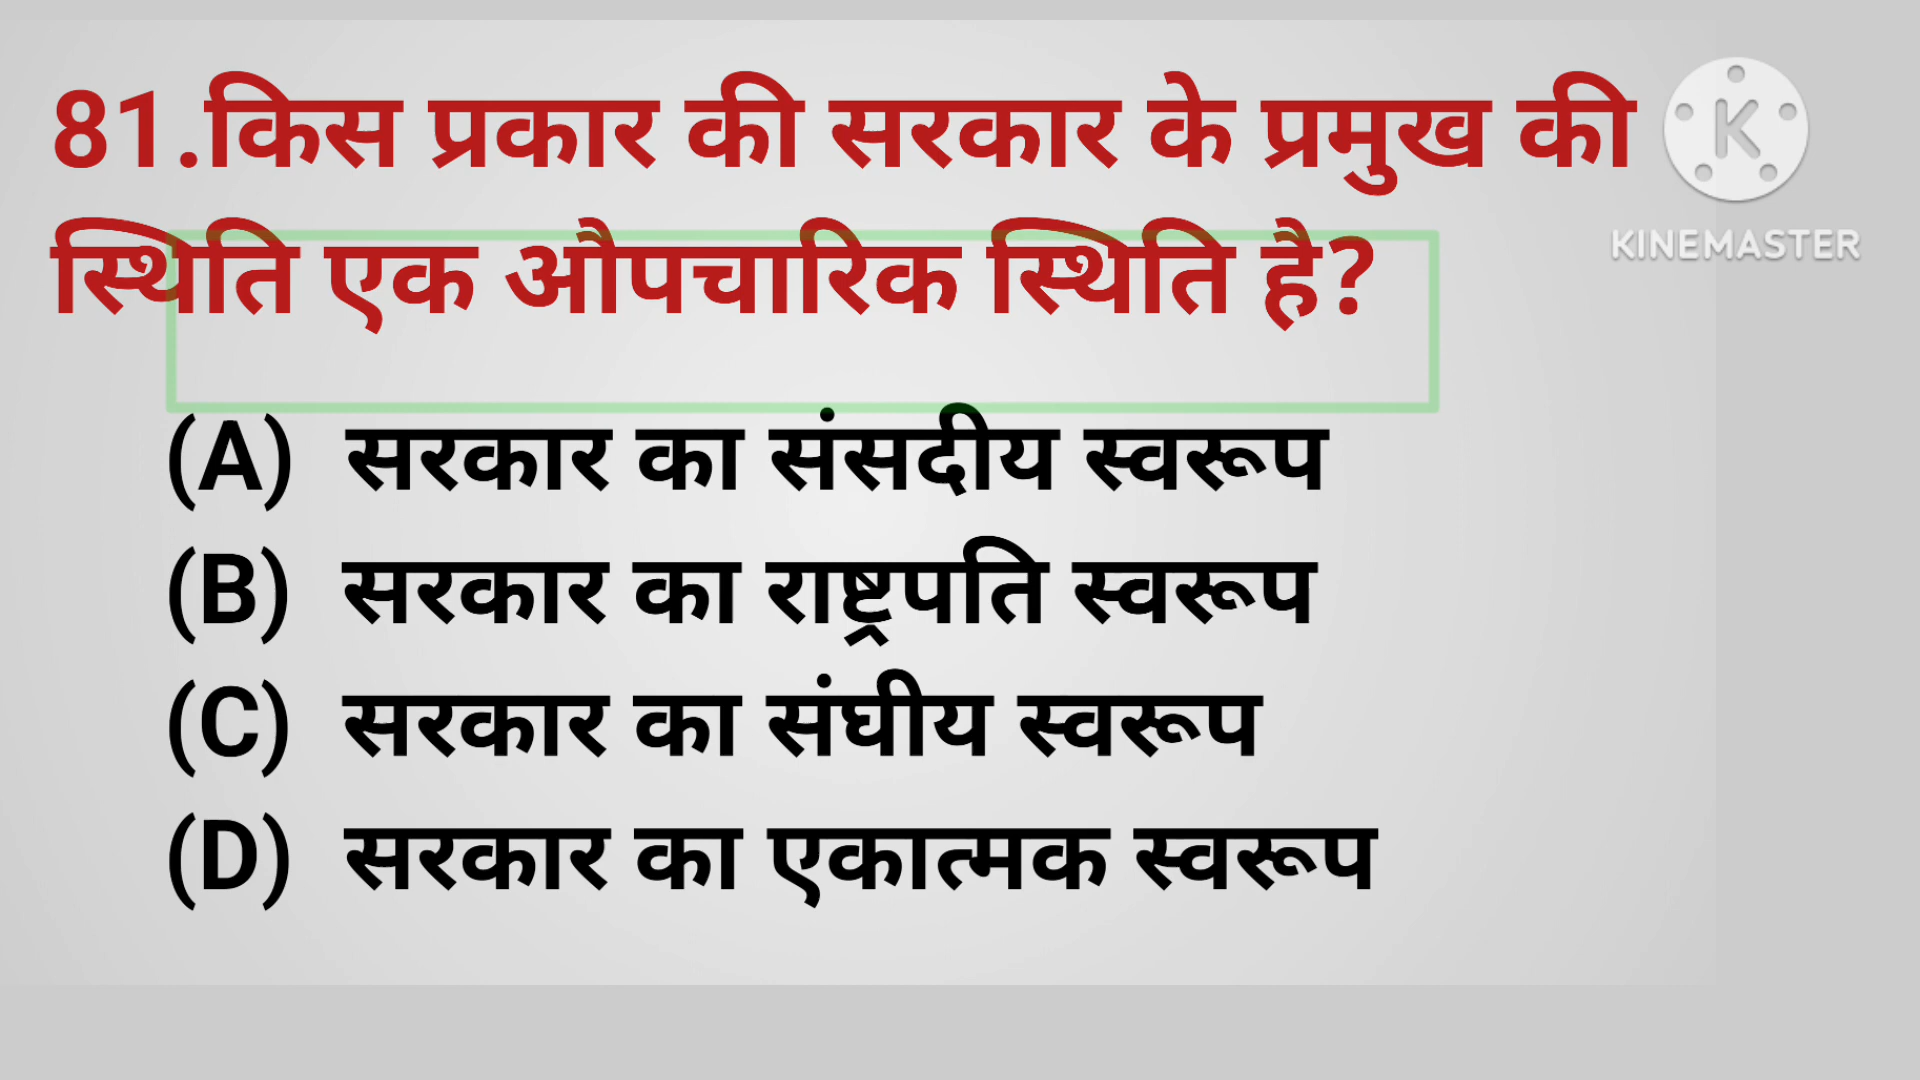 81.किस प्रकार की सरकार के प्रमुख की
स्थिति एक औपचारिक स्थिति है?
(A) सरकार का संसदीय स्वरूप
(B) सरकार का राष्ट्रपति स्वरूप
(C) सरकार का संघीय स्वरूप
(D) सरकार का एकात्मक स्वरूप
K
KINEMASTER